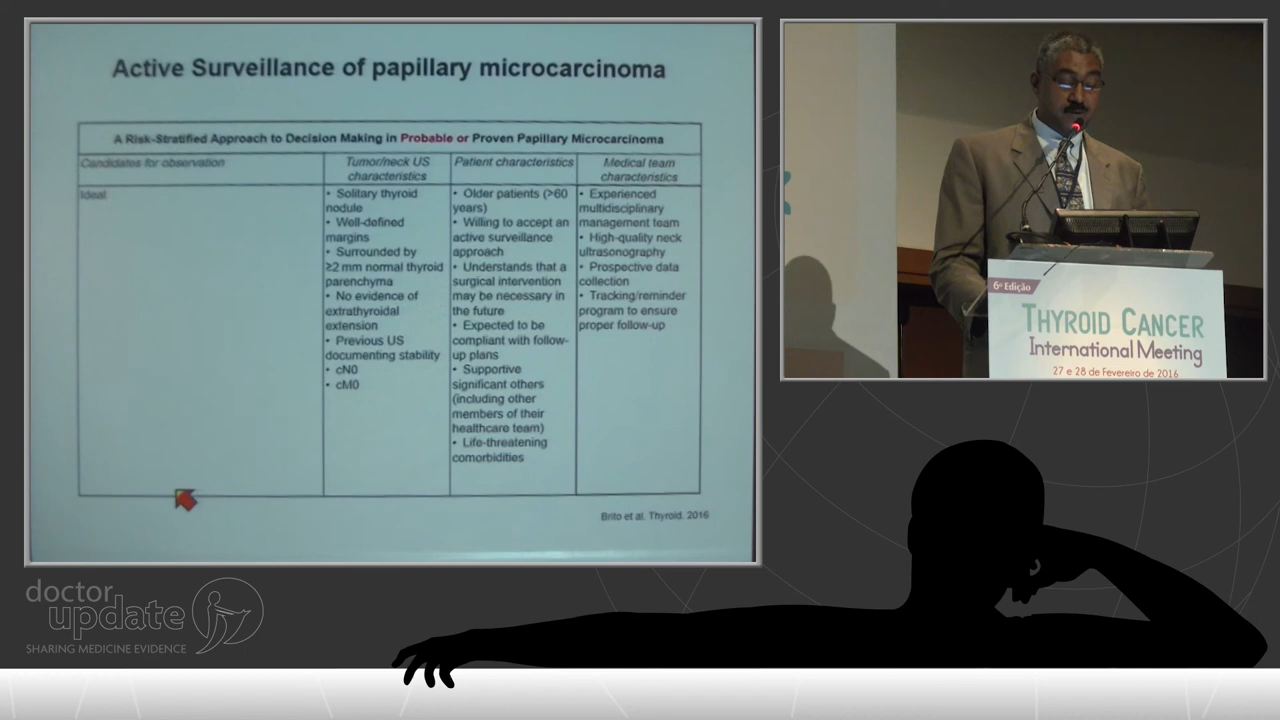 Active Surveillance of papillary microcarcinoma
A Risk-Stratified Approach to Decision Making in Probable or Proven Papillary Microcarcinoma
Candidates for observation
Tumor/neck US
characteristics
Patient characteristics
Medical team
characteristics
Ideal
• Solitary thyroid
nodule
• Well-defined
margins
• Surrounded by
≥2 mm normal thyroid
parenchyma
• No evidence of
extrathyroidal
extension
• Previous US
documenting stability
• cN0
• cM0
• Older patients (>60
years)
• Willing to accept an
active surveillance
approach
• Understands that a
surgical intervention
may be necessary in
the future
• Expected to be
compliant with follow-
up plans
• Supportive
significant others
(including other
members of their
healthcare team)
• Life-threatening
comorbidities
• Experienced
multidisciplinary
management team
• High-quality neck
ultrasonography
• Prospective data
collection
• Tracking/reminder
program to ensure
proper follow-up
Brito et al. Thyroid. 2016
6ª Edição
THYROID CANCER
International Meeting
27 e 28 de Fevereiro de 2016
doctor
update
SHARING MEDICINE EVIDENCE